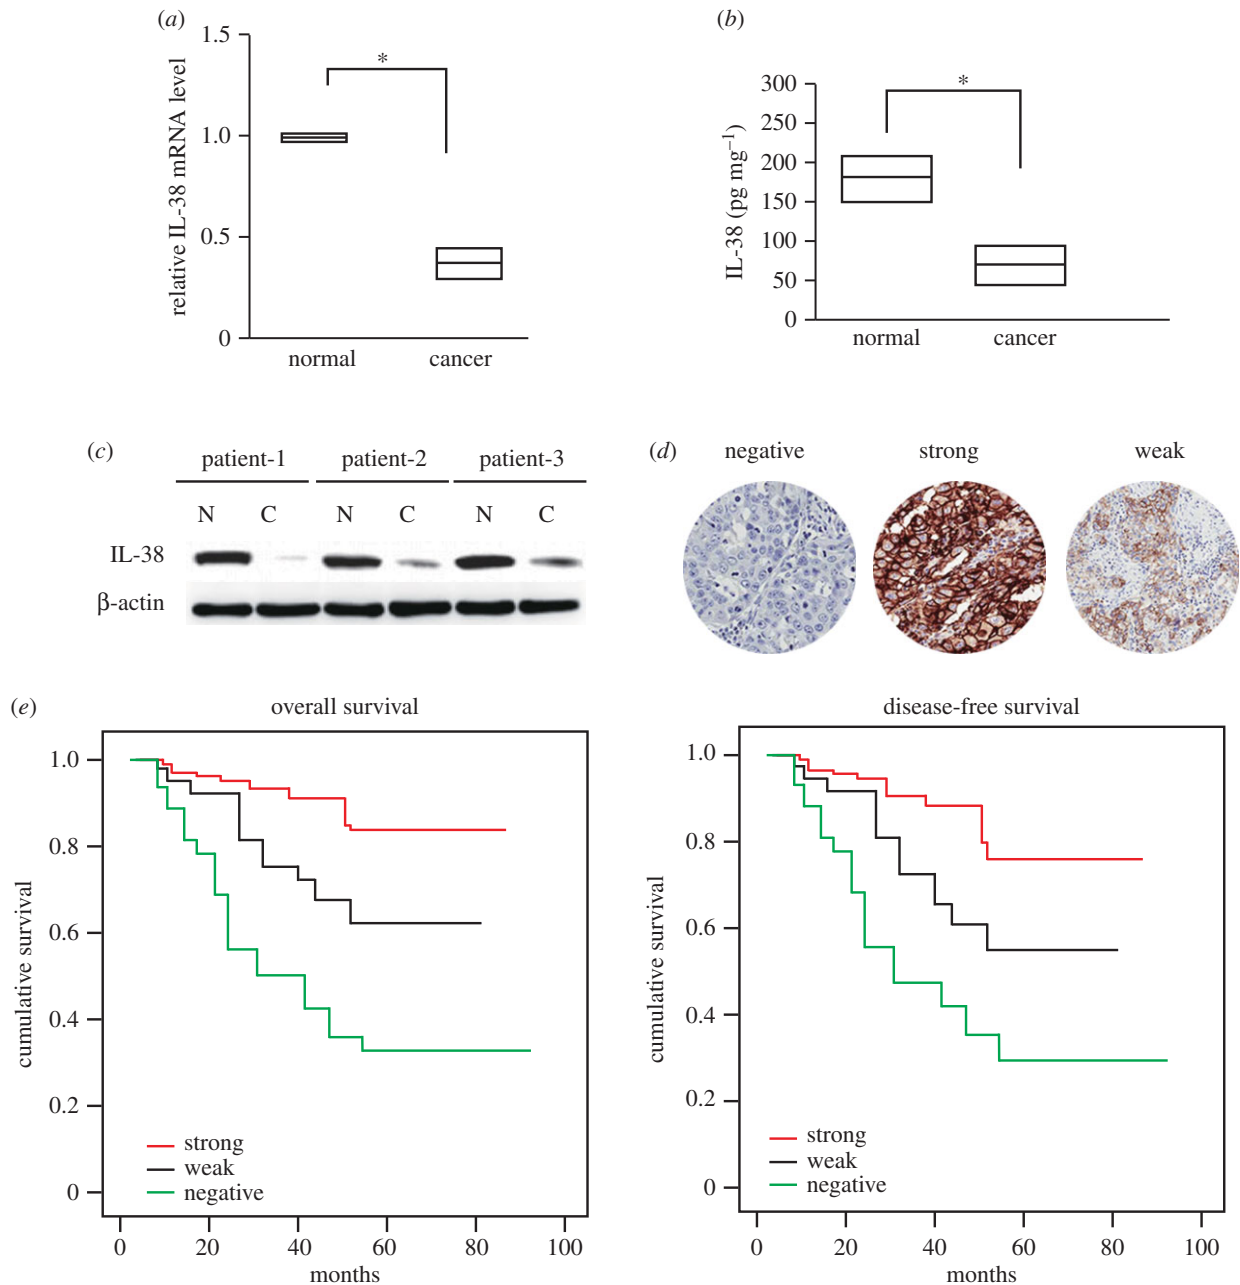 (a)
1.5
1.0
0.5
0
relative IL-38 mRNA level
*
normal cancer
(b)
300
250
200
150
100
50
0
IL-38 (pg mg⁻¹)
*
normal cancer
(c)
patient-1 patient-2 patient-3
N C N C N C
IL-38
β-actin
(d)
negative strong weak
(e)
overall survival
1.0
0.8
0.6
0.4
0.2
0
cumulative survival
strong
weak
negative
0 20 40 60 80 100
months
disease-free survival
1.0
0.8
0.6
0.4
0.2
0
cumulative survival
strong
weak
negative
0 20 40 60 80 100
months